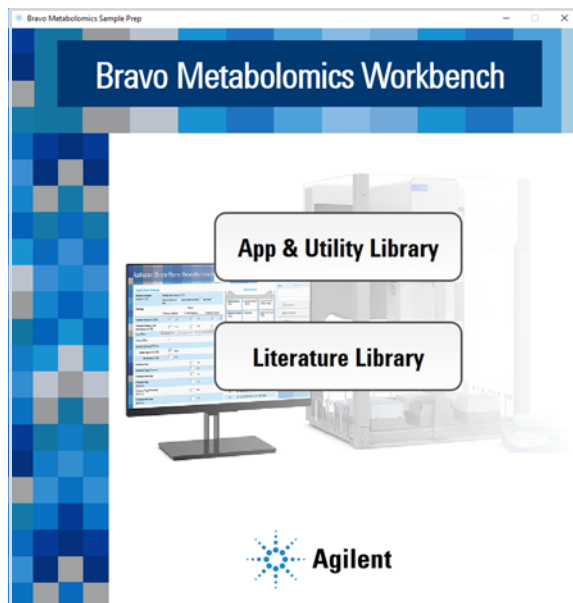 Bravo Metabolomics Sample Prep
Bravo Metabolomics Workbench
App & Utility Library
Literature Library
Agilent